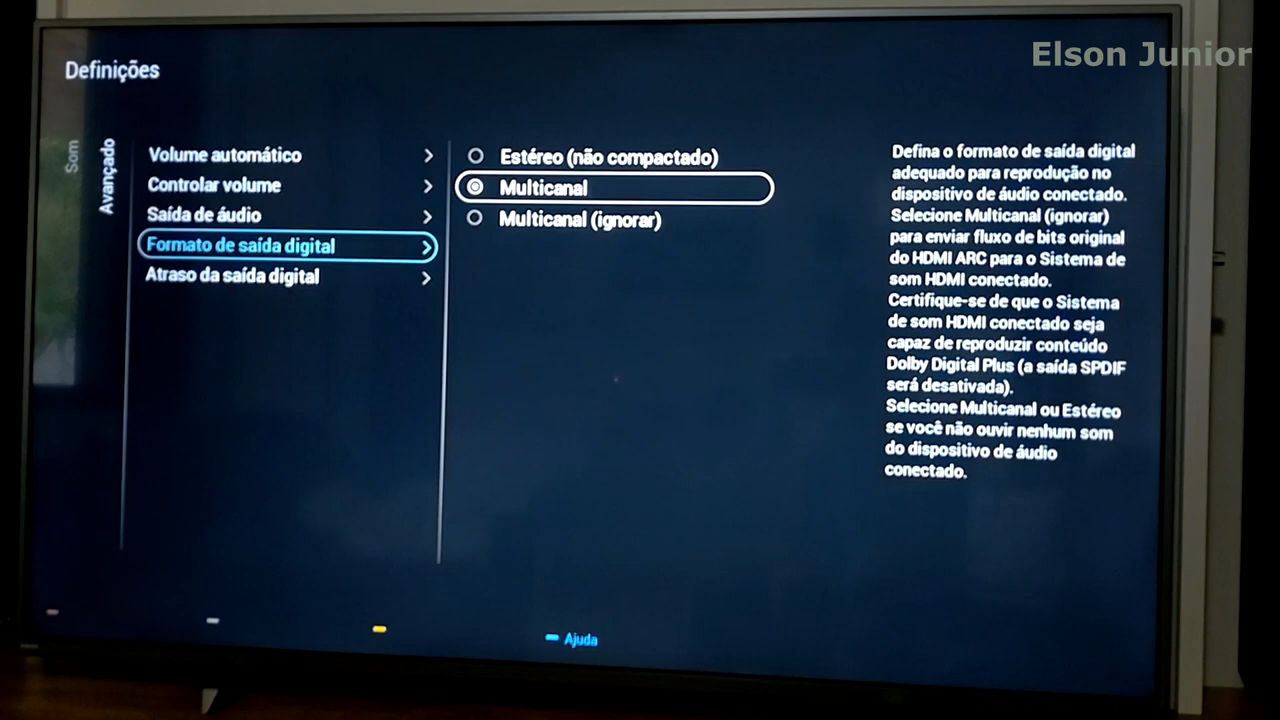 Elson Junior
Definições
Som
Avançado
Volume automático
Controlar volume
Saída de áudio
Formato de saída digital
Atraso da saída digital
Estéreo (não compactado)
Multicanal
Multicanal (ignorar)
Defina o formato de saída digital
adequado para reprodução no
dispositivo de áudio conectado.
Selecione Multicanal (ignorar)
para enviar fluxo de bits original
do HDMI ARC para o Sistema de
som HDMI conectado.
Certifique-se de que o Sistema
de som HDMI conectado seja
capaz de reproduzir conteúdo
Dolby Digital Plus (a saída SPDIF
será desativada).
Selecione Multicanal ou Estéreo
se você não ouvir nenhum som
do dispositivo de áudio
conectado.
Ajuda